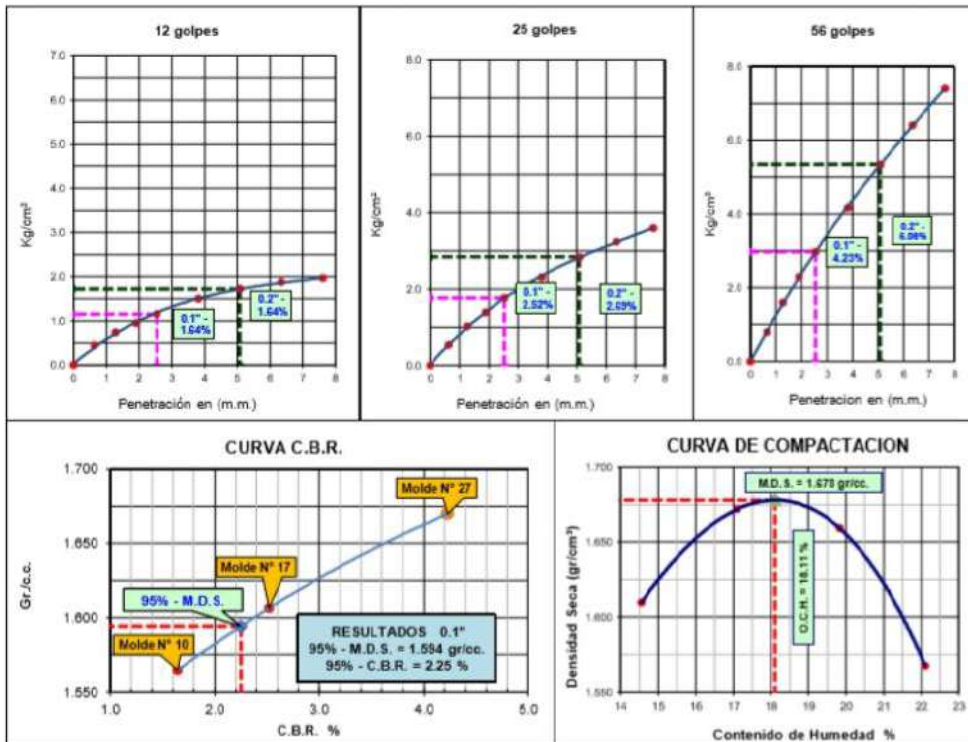 12 golpes
7.0
6.0
5.0
4.0
3.0
2.0
1.0
0.0
Kg/cm²
0.1" -
1.64%
0.2" -
1.64%
0 1 2 3 4 5 6 7 8
Penetración en (m.m.)
25 golpes
8.0
6.0
4.0
2.0
0.0
Kg/cm²
0.1" -
2.52%
0.2" -
2.69%
0 1 2 3 4 5 6 7 8
Penetración en (m.m.)
56 golpes
8.0
6.0
4.0
2.0
0.0
Kg/cm²
0.1" -
4.23%
0.2" -
0 1 2 3 4 5 6 7 8
Penetracion en (m.m.)
CURVA C.B.R.
1.700
1.650
1.600
1.550
Gr./c.c.
Molde N° 27
Molde N° 17
95% - M.D.S.
Molde N° 10
RESULTADOS 0.1"
95% - M.D.S. = 1.594 gr/cc.
95% - C.B.R. = 2.25 %
1.0 2.0 3.0 4.0 5.0
C.B.R. %
CURVA DE COMPACTACION
1.700
1.650
1.600
1.550
Densidad Seca (gr/cm³)
M.D.S. = 1.678 gr/cc.
O.C.H. = 18.11 %
14 15 16 17 18 19 20 21 22 23
Contenido de Humedad %